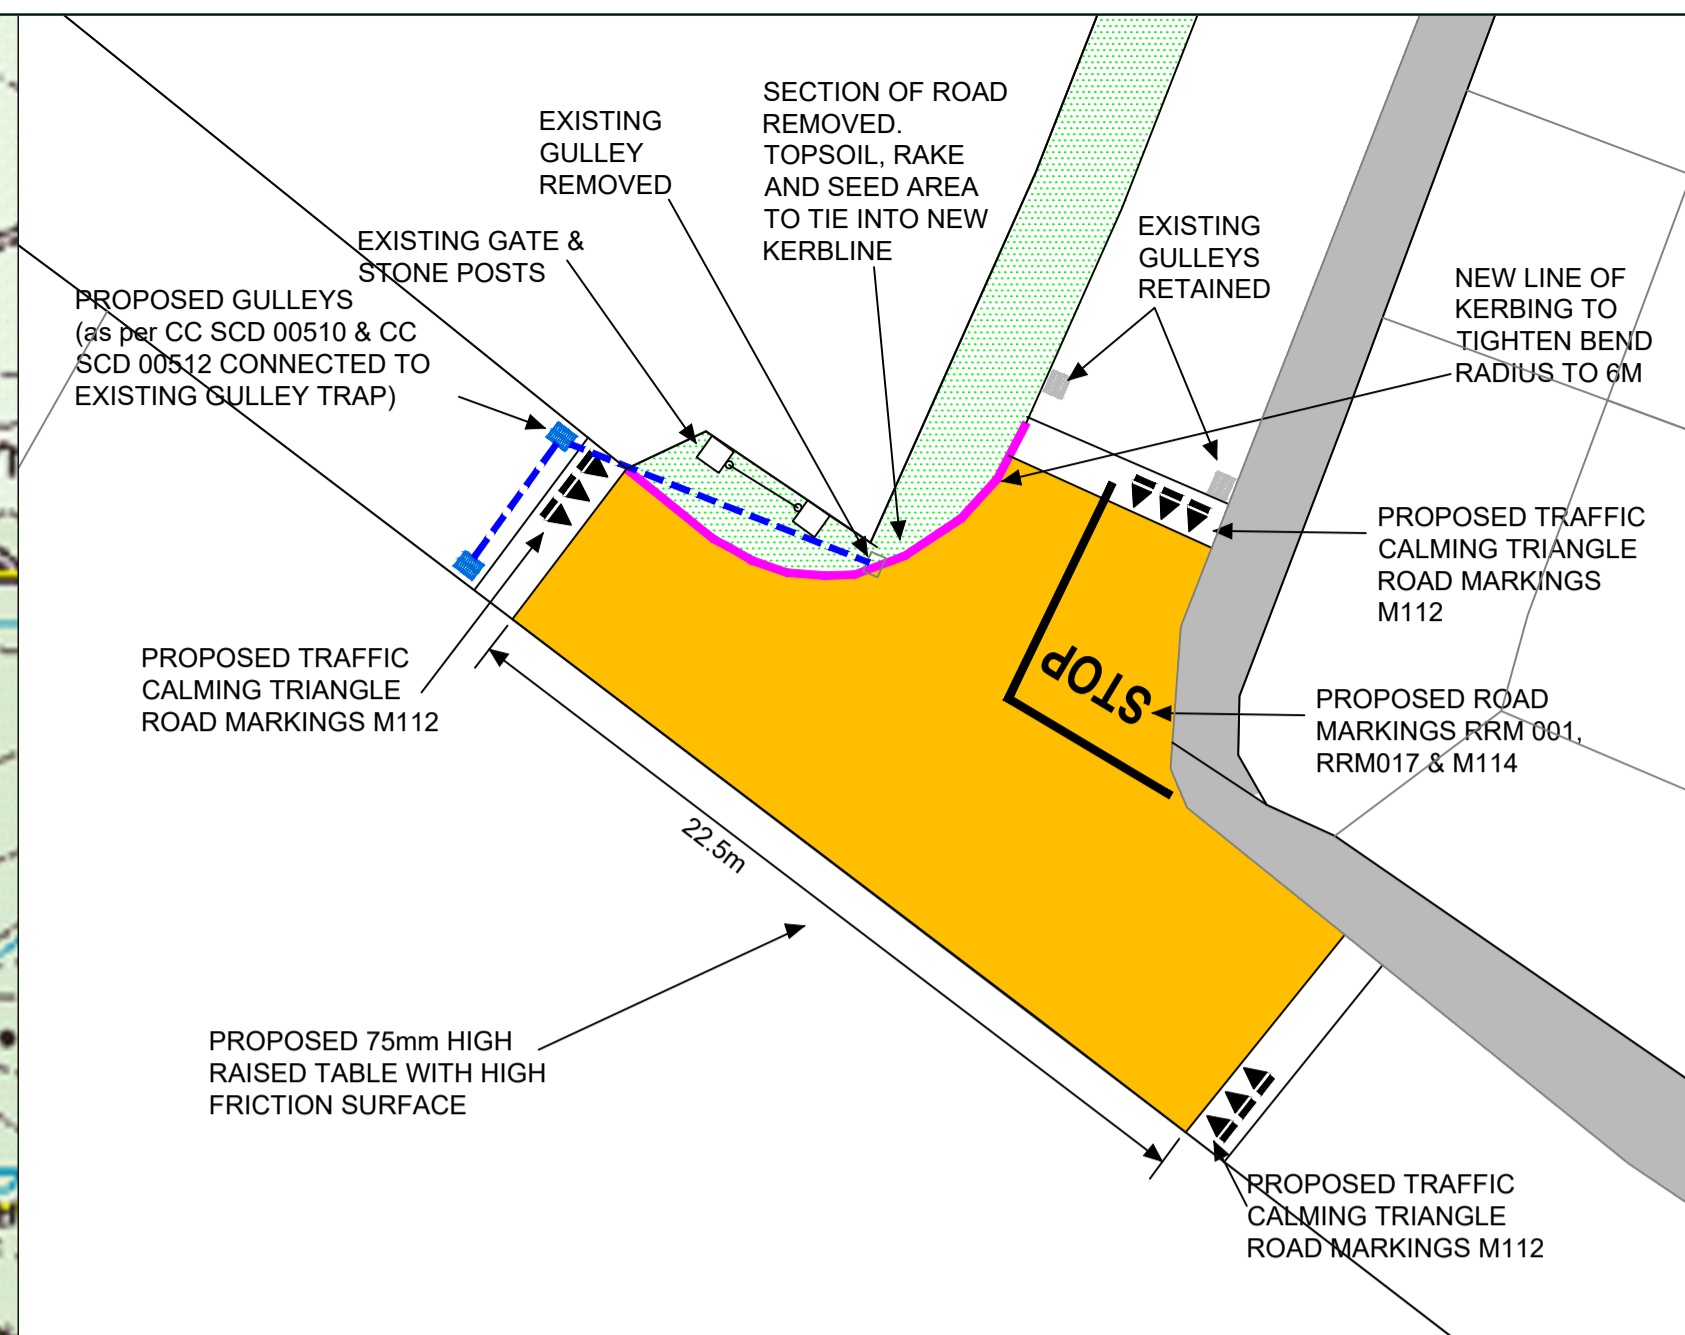 SECTION OF ROAD
REMOVED.
TOPSOIL, RAKE
AND SEED AREA
TO TIE INTO NEW
KERBLINE
EXISTING
GULLEY
REMOVED
EXISTING GATE &
STONE POSTS
EXISTING
GULLEYS
RETAINED
NEW LINE OF
KERBING TO
TIGHTEN BEND
RADIUS TO 6M
PROPOSED GULLEYS
(as per CC SCD 00510 & CC
SCD 00512 CONNECTED TO
EXISTING GULLEY TRAP)
PROPOSED TRAFFIC
CALMING TRIANGLE
ROAD MARKINGS
M112
PROPOSED TRAFFIC
CALMING TRIANGLE
ROAD MARKINGS M112
STOP
PROPOSED ROAD
MARKINGS RRM 001,
RRM017 & M114
22.5m
PROPOSED 75mm HIGH
RAISED TABLE WITH HIGH
FRICTION SURFACE
PROPOSED TRAFFIC
CALMING TRIANGLE
ROAD MARKINGS M112